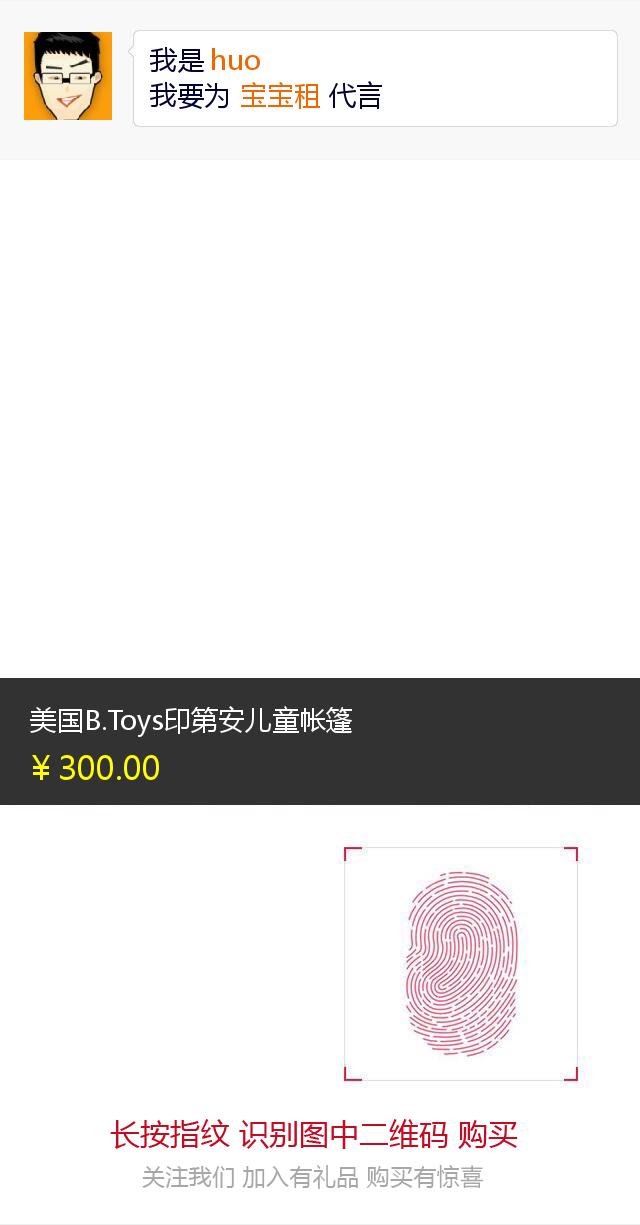 我是 huo
我要为 宝宝租 代言
美国B.Toys印第安儿童帐篷
¥ 300.00
长按指纹 识别图中二维码 购买
关注我们 加入有礼品 购买有惊喜